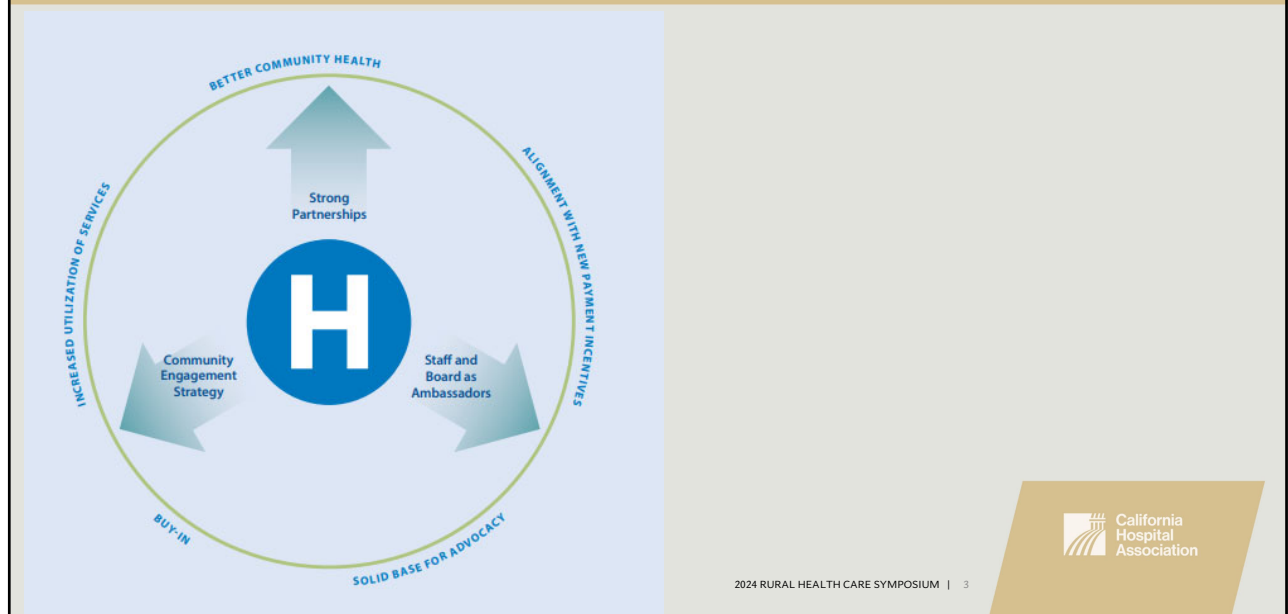 BETTER COMMUNITY HEALTH
ALIGNMENT WITH NEW PAYMENT INCENTIVES
INCREASED UTILIZATION OF SERVICES
Strong
Partnerships
H
Community
Engagement
Strategy
Staff and
Board as
Ambassadors
BUY-IN
SOLID BASE FOR ADVOCACY
California
Hospital
Association
2024 RURAL HEALTH CARE SYMPOSIUM | 3